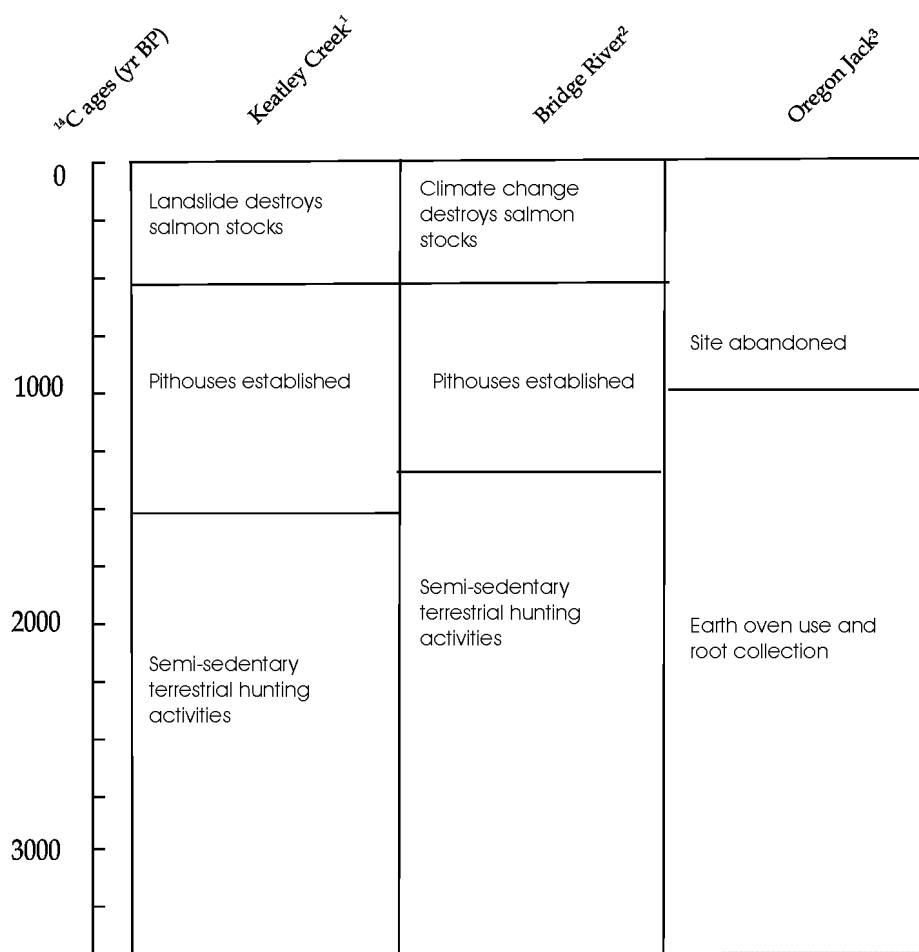 ¹⁴C ages (yr BP)
Keatley Creek¹
Bridge River²
Oregon Jack³
0
1000
2000
3000
Landslide destroys
salmon stocks
Pithouses established
Semi-sedentary
terrestrial hunting
activities
Climate change
destroys salmon
stocks
Pithouses established
Semi-sedentary
terrestrial hunting
activities
Site abandoned
Earth oven use and
root collection